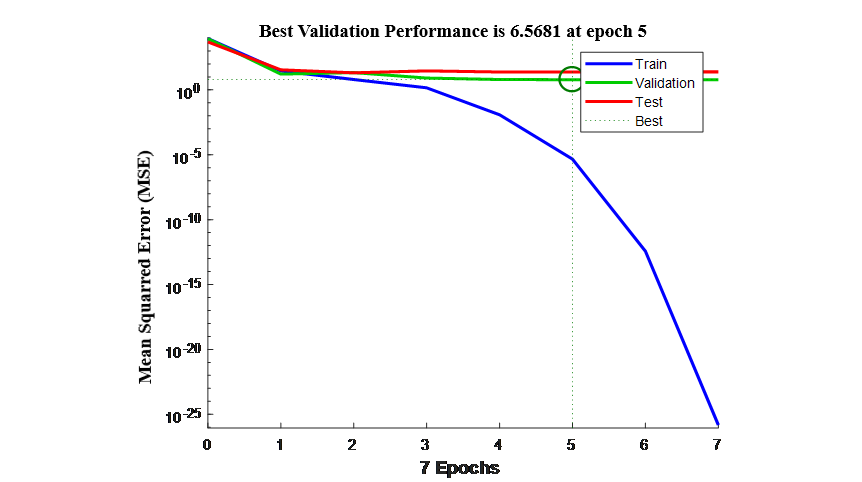 Best Validation Performance is 6.5681 at epoch 5
Train
Validation
Test
Best
Mean Squarred Error (MSE)
10^0
10^-5
10^-10
10^-15
10^-20
10^-25
0 1 2 3 4 5 6 7
7 Epochs